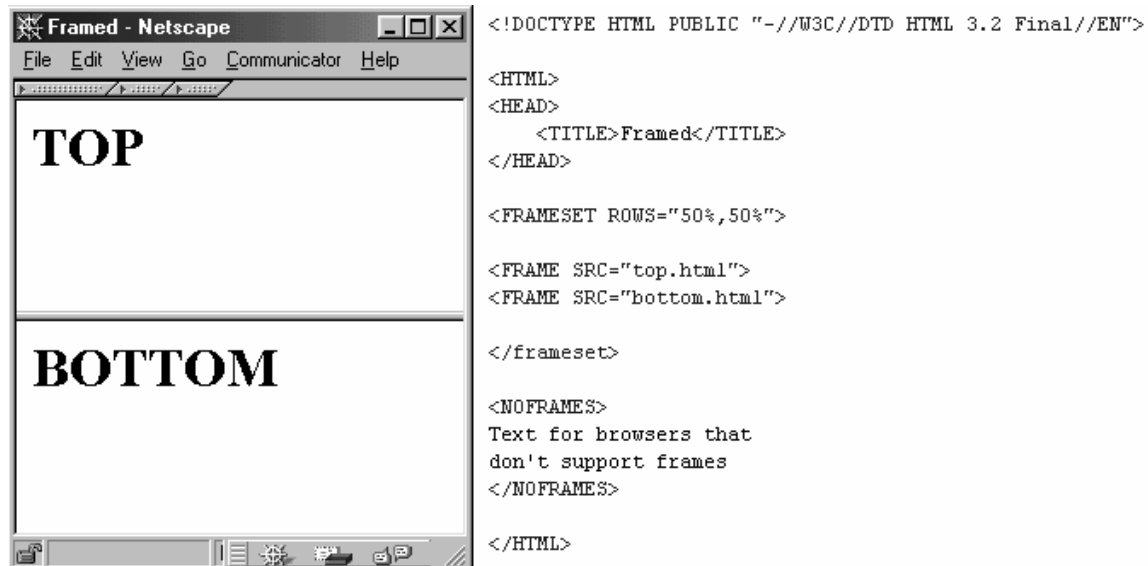 Framed - Netscape
File Edit View Go Communicator Help
TOP
BOTTOM
<!DOCTYPE HTML PUBLIC "-//W3C//DTD HTML 3.2 Final//EN">
<HTML>
<HEAD>
<TITLE>Framed</TITLE>
</HEAD>
<FRAMESET ROWS="50%,50%">
<FRAME SRC="top.html">
<FRAME SRC="bottom.html">
</frameset>
<NOFRAMES>
Text for browsers that
don't support frames
</NOFRAMES>
</HTML>